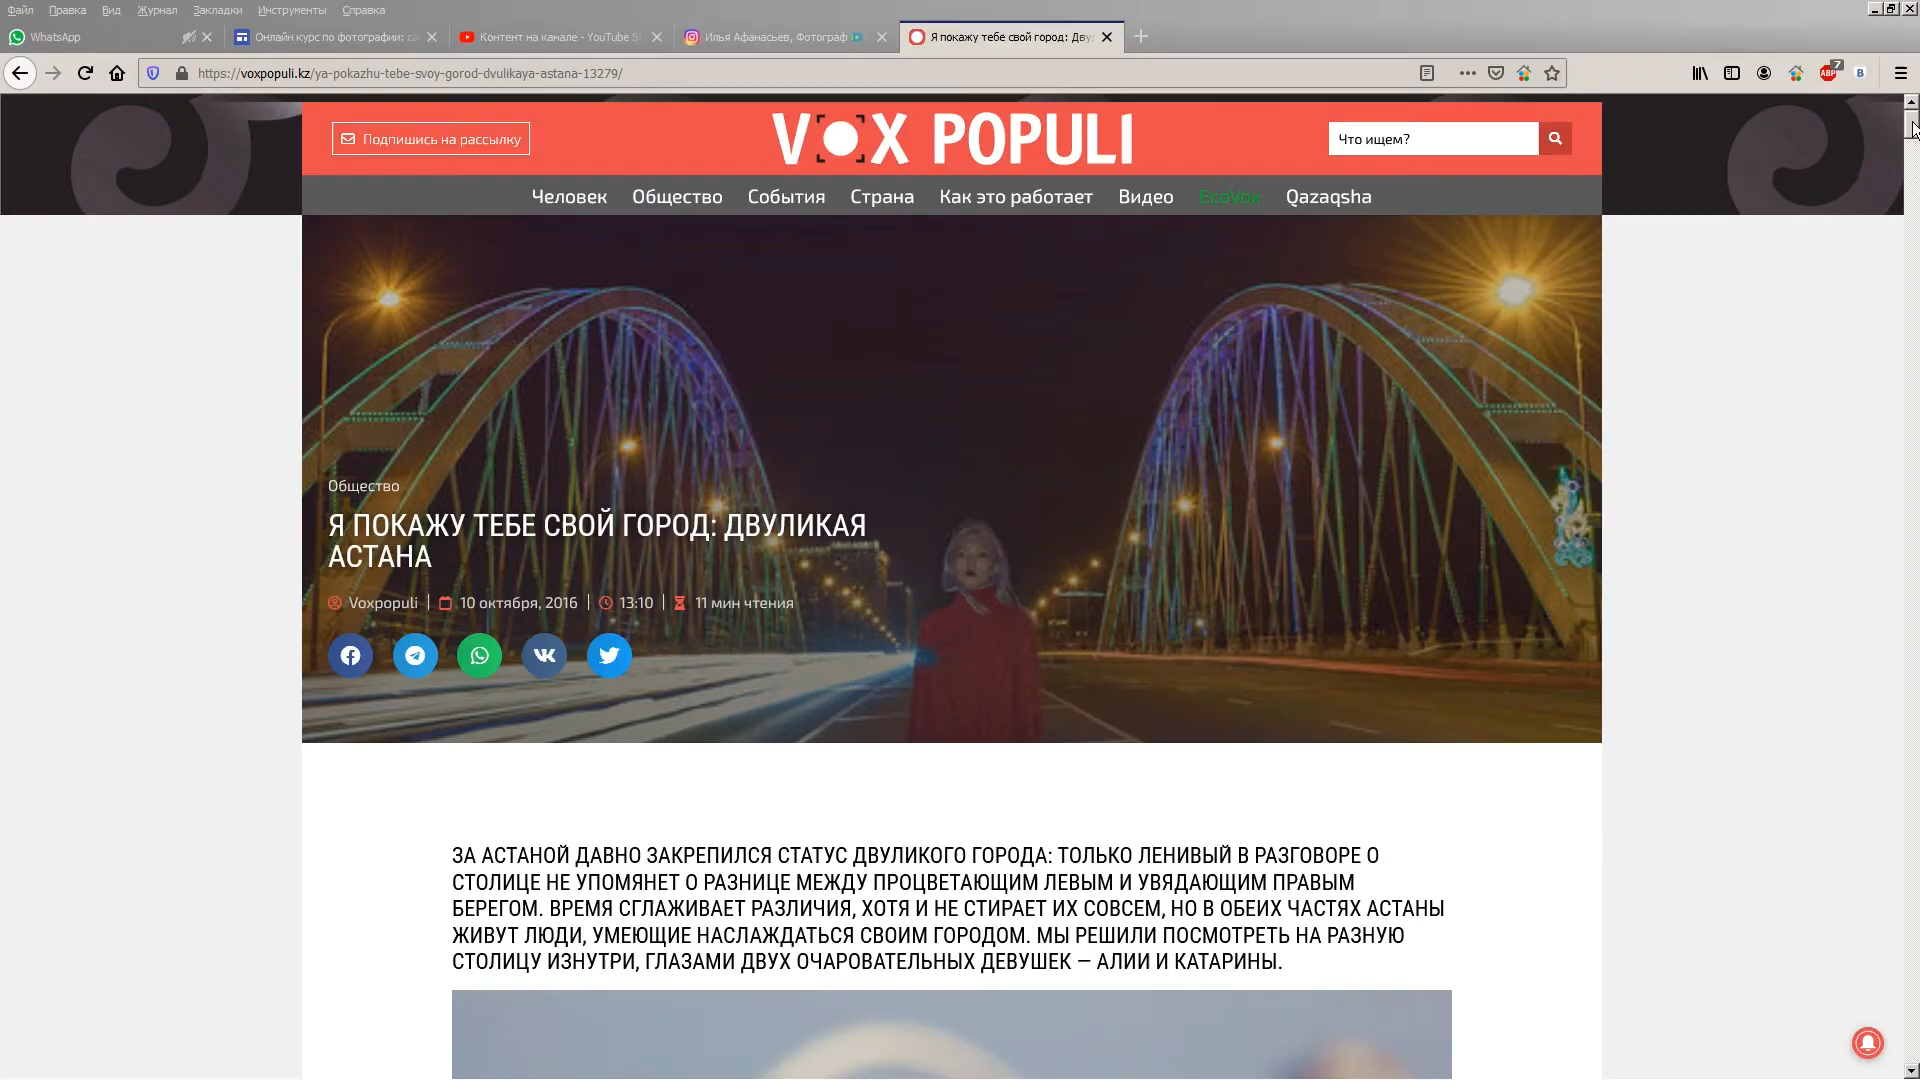 Файл Правка Вид Журнал Закладки Инструменты Справка
WhatsApp
Онлайн курс по фотографии: са
Контент на канале - YouTube St
Илья Афанасьев, Фотограф
Я покажу тебе свой город: Дву
https://voxpopuli.kz/ya-pokazhu-tebe-svoy-gorod-dvulikaya-astana-13279/
ABP
7
B
Подпишись на рассылку
VOX POPULI
Что ищем?
Человек Общество События Страна Как это работает Видео EcoVox Qazaqsha
Общество
Я ПОКАЖУ ТЕБЕ СВОЙ ГОРОД: ДВУЛИКАЯ
АСТАНА
Voxpopuli | 10 октября, 2016 | 13:10 | 11 мин чтения
ЗА АСТАНОЙ ДАВНО ЗАКРЕПИЛСЯ СТАТУС ДВУЛИКОГО ГОРОДА: ТОЛЬКО ЛЕНИВЫЙ В РАЗГОВОРЕ О
СТОЛИЦЕ НЕ УПОМЯНЕТ О РАЗНИЦЕ МЕЖДУ ПРОЦВЕТАЮЩИМ ЛЕВЫМ И УВЯДАЮЩИМ ПРАВЫМ
БЕРЕГОМ. ВРЕМЯ СГЛАЖИВАЕТ РАЗЛИЧИЯ, ХОТЯ И НЕ СТИРАЕТ ИХ СОВСЕМ, НО В ОБЕИХ ЧАСТЯХ АСТАНЫ
ЖИВУТ ЛЮДИ, УМЕЮЩИЕ НАСЛАЖДАТЬСЯ СВОИМ ГОРОДОМ. МЫ РЕШИЛИ ПОСМОТРЕТЬ НА РАЗНУЮ
СТОЛИЦУ ИЗНУТРИ, ГЛАЗАМИ ДВУХ ОЧАРОВАТЕЛЬНЫХ ДЕВУШЕК — АЛИИ И КАТАРИНЫ.